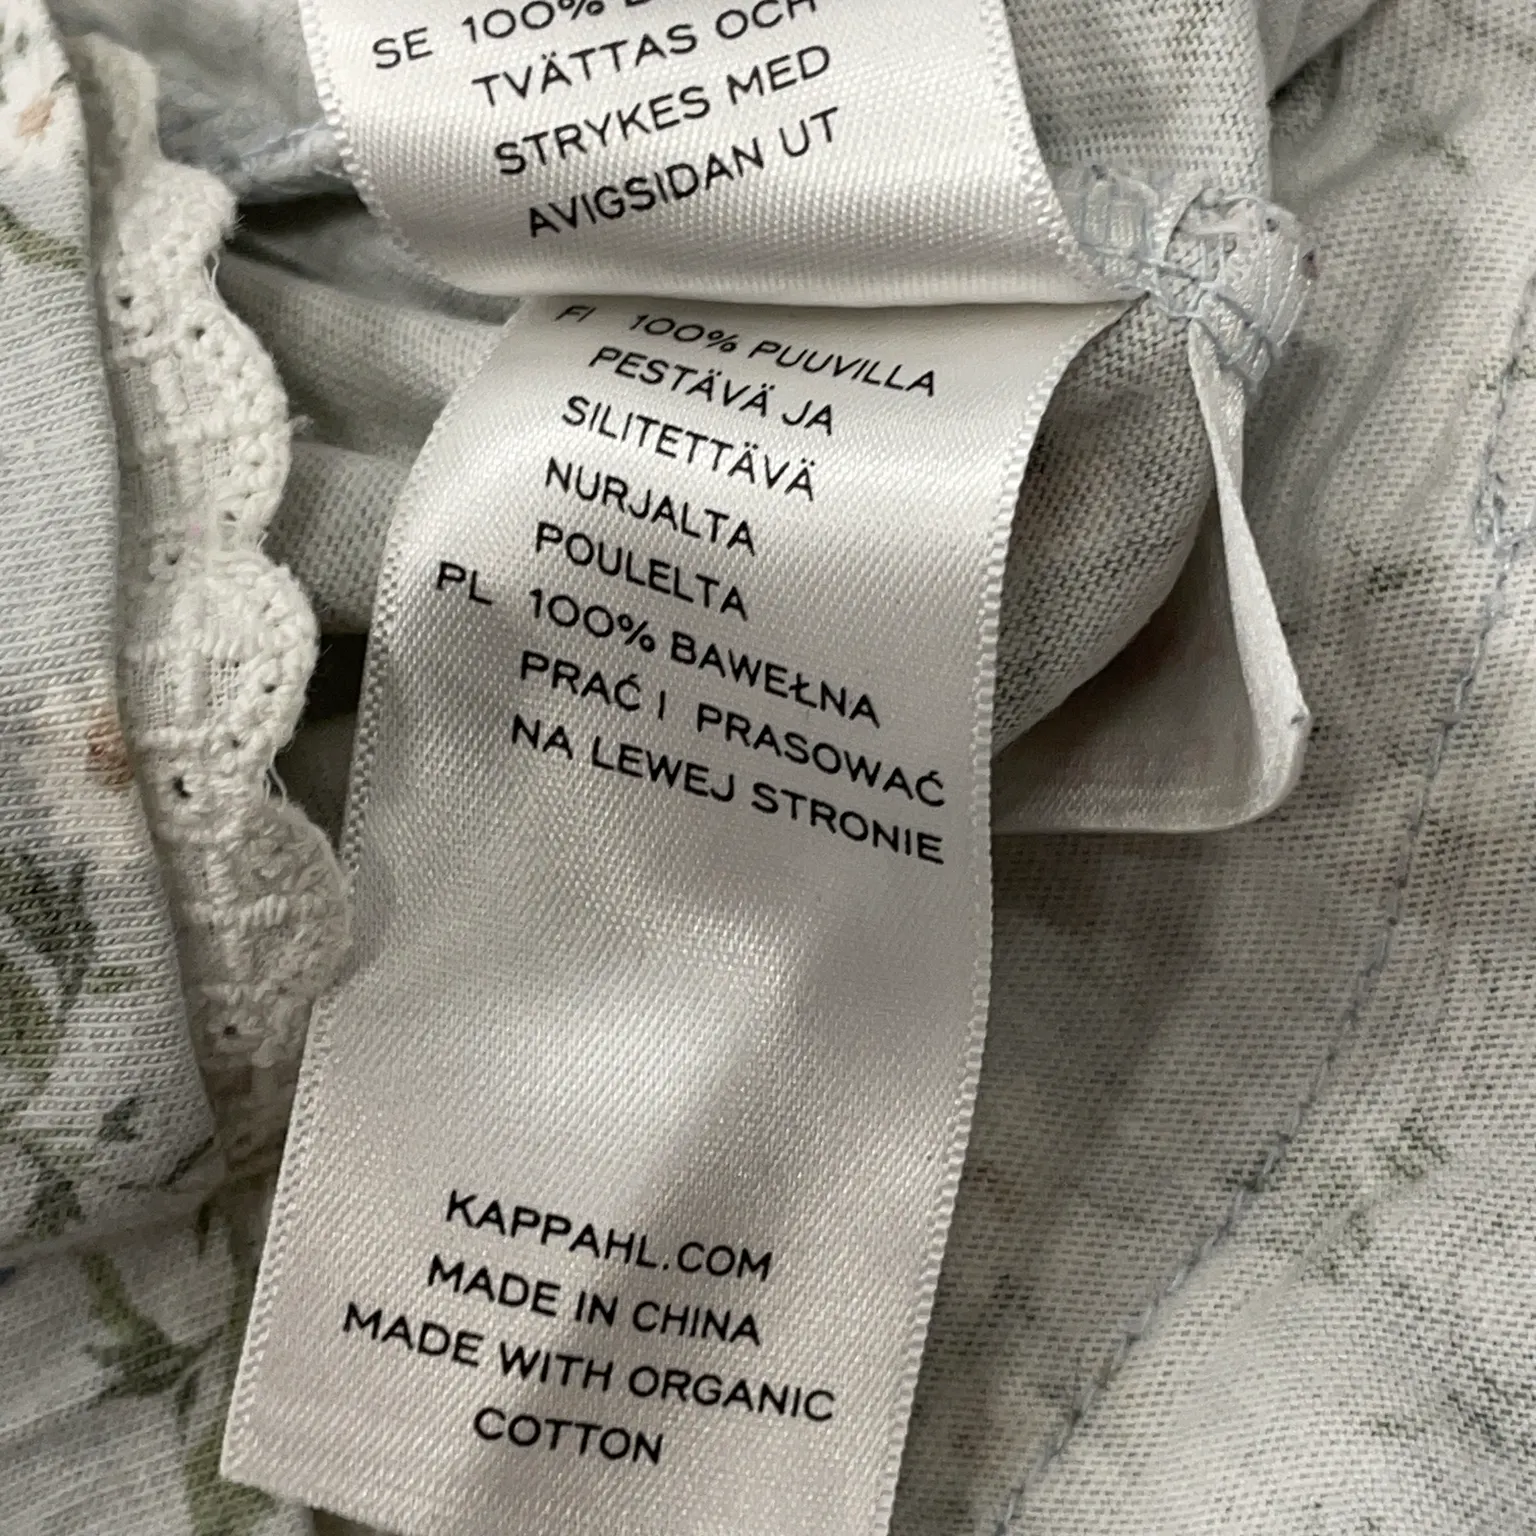 SE 100%
TVÄTTAS OCH
STRYKES MED
AVIGSIDAN UT
FI 100% PUUVILLA
PESTÄVÄ JA
SILITETTÄVÄ
NURJALTA
POULELTA
PL 100% BAWEŁNA
PRAĆ I PRASOWAĆ
NA LEWEJ STRONIE
KAPPAHL.COM
MADE IN CHINA
MADE WITH ORGANIC
COTTON